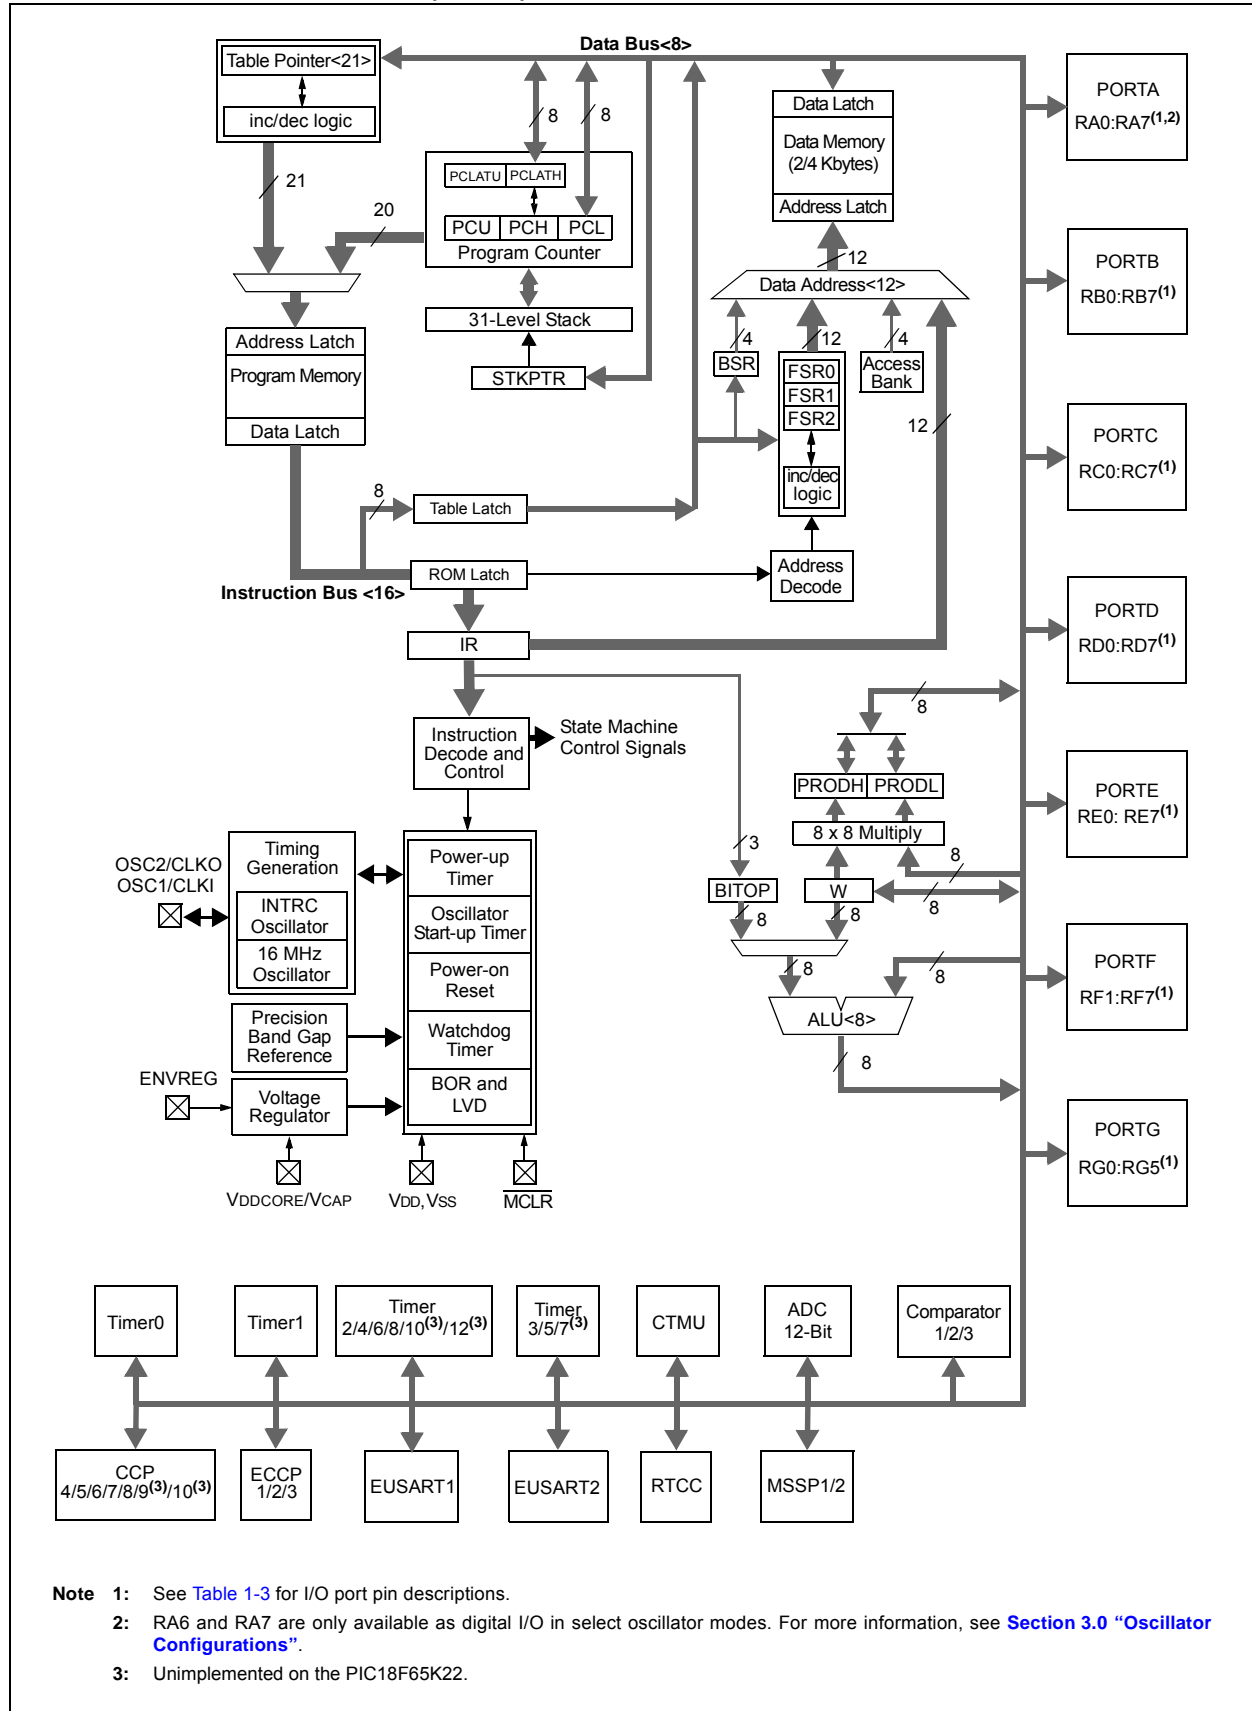 Data Bus<8>
Table Pointer<21>
inc/dec logic
21
20
8
8
PCLATU
PCLATH
PCU
PCH
PCL
Program Counter
31-Level Stack
STKPTR
Address Latch
Program Memory
Data Latch
8
Table Latch
ROM Latch
Instruction Bus <16>
IR
Data Latch
Data Memory
(2/4 Kbytes)
Address Latch
12
Data Address<12>
4
12
4
BSR
FSR0
FSR1
FSR2
inc/dec
logic
Access
Bank
12
Address
Decode
Instruction
Decode and
Control
State Machine
Control Signals
8
PRODH
PRODL
8 x 8 Multiply
3
BITOP
W
8
8
8
8
8
8
ALU<8>
8
8
OSC2/CLKO
OSC1/CLKI
Timing
Generation
INTRC
Oscillator
16 MHz
Oscillator
Precision
Band Gap
Reference
ENVREG
Voltage
Regulator
VDDCORE/VCAP
Power-up
Timer
Oscillator
Start-up Timer
Power-on
Reset
Watchdog
Timer
BOR and
LVD
VDD, VSS
MCLR
PORTA
RA0:RA7(1,2)
PORTB
RB0:RB7(1)
PORTC
RC0:RC7(1)
PORTD
RD0:RD7(1)
PORTE
RE0: RE7(1)
PORTF
RF1:RF7(1)
PORTG
RG0:RG5(1)
Timer0
Timer1
Timer
2/4/6/8/10(3)/12(3)
Timer
3/5/7(3)
CTMU
ADC
12-Bit
Comparator
1/2/3
CCP
4/5/6/7/8/9(3)/10(3)
ECCP
1/2/3
EUSART1
EUSART2
RTCC
MSSP1/2
Note 1: See Table 1-3 for I/O port pin descriptions.
2: RA6 and RA7 are only available as digital I/O in select oscillator modes. For more information, see Section 3.0 “Oscillator
Configurations”.
3: Unimplemented on the PIC18F65K22.